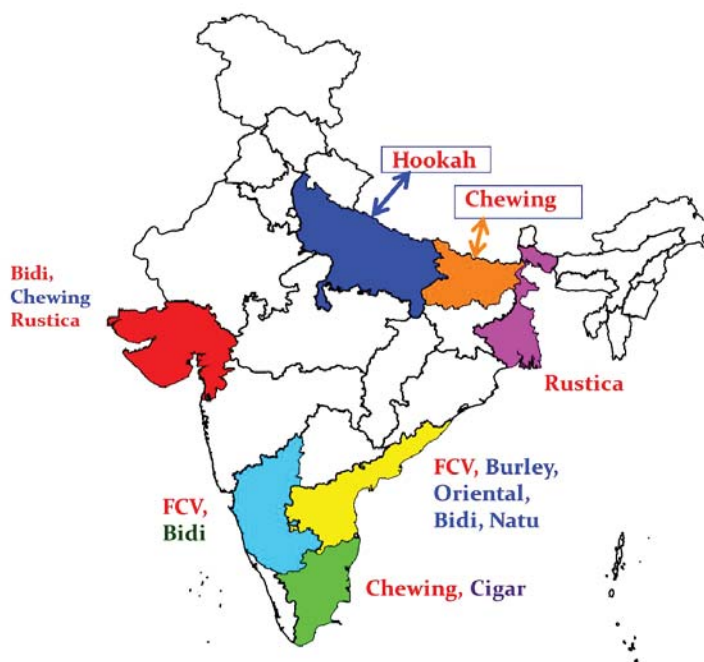 Hookah
Chewing
Bidi,
Chewing
Rustica
Rustica
FCV, Burley,
Oriental,
Bidi, Natu
FCV,
Bidi
Chewing, Cigar